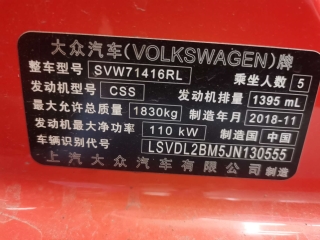 大众汽车(VOLKSWAGEN)牌
整车型号 SVW71416RL 乘坐人数 5
发动机型号 CSS 发动机排量 1395 mL
最大允许总质量 1830kg 制造年月 2018-11
发动机最大净功率 110 kW 制造国 中国
车辆识别代号 LSVDL2BM5JN130555
上汽大众汽车有限公司 制造